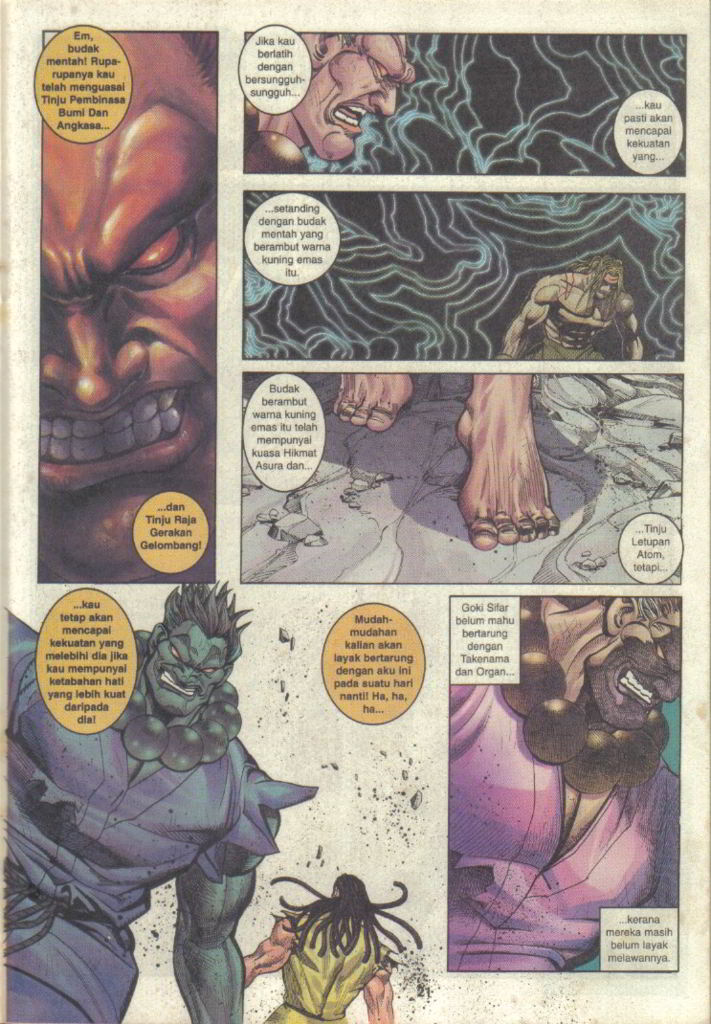 Em,
budak
mentah! Rupa-
rupanya kau
telah menguasai
Tinju Pembinasa
Bumi Dan
Angkasa...
...dan
Tinju Raja
Gerakan
Gelombang!
Jika kau
berlatih
dengan
bersungguh-
sungguh...
...kau
pasti akan
mencapai
kekuatan
yang...
...setanding
dengan budak
mentah yang
berambut warna
kuning emas
itu.
Budak
berambut
warna kuning
emas itu telah
mempunyai
kuasa Hikmat
Asura dan...
...Tinju
Letupan
Atom,
tetapi...
...kau
tetap akan
mencapai
kekuatan yang
melebihi dia jika
kau mempunyai
ketabahan hati
yang lebih kuat
daripada
dia!
Mudah-
mudahan
kalian akan
layak bertarung
dengan aku ini
pada suatu hari
nanti! Ha, ha,
ha...
Goki Sifar
belum mahu
bertarung
dengan
Takenama
dan Organ...
...kerana
mereka masih
belum layak
melawannya.
21